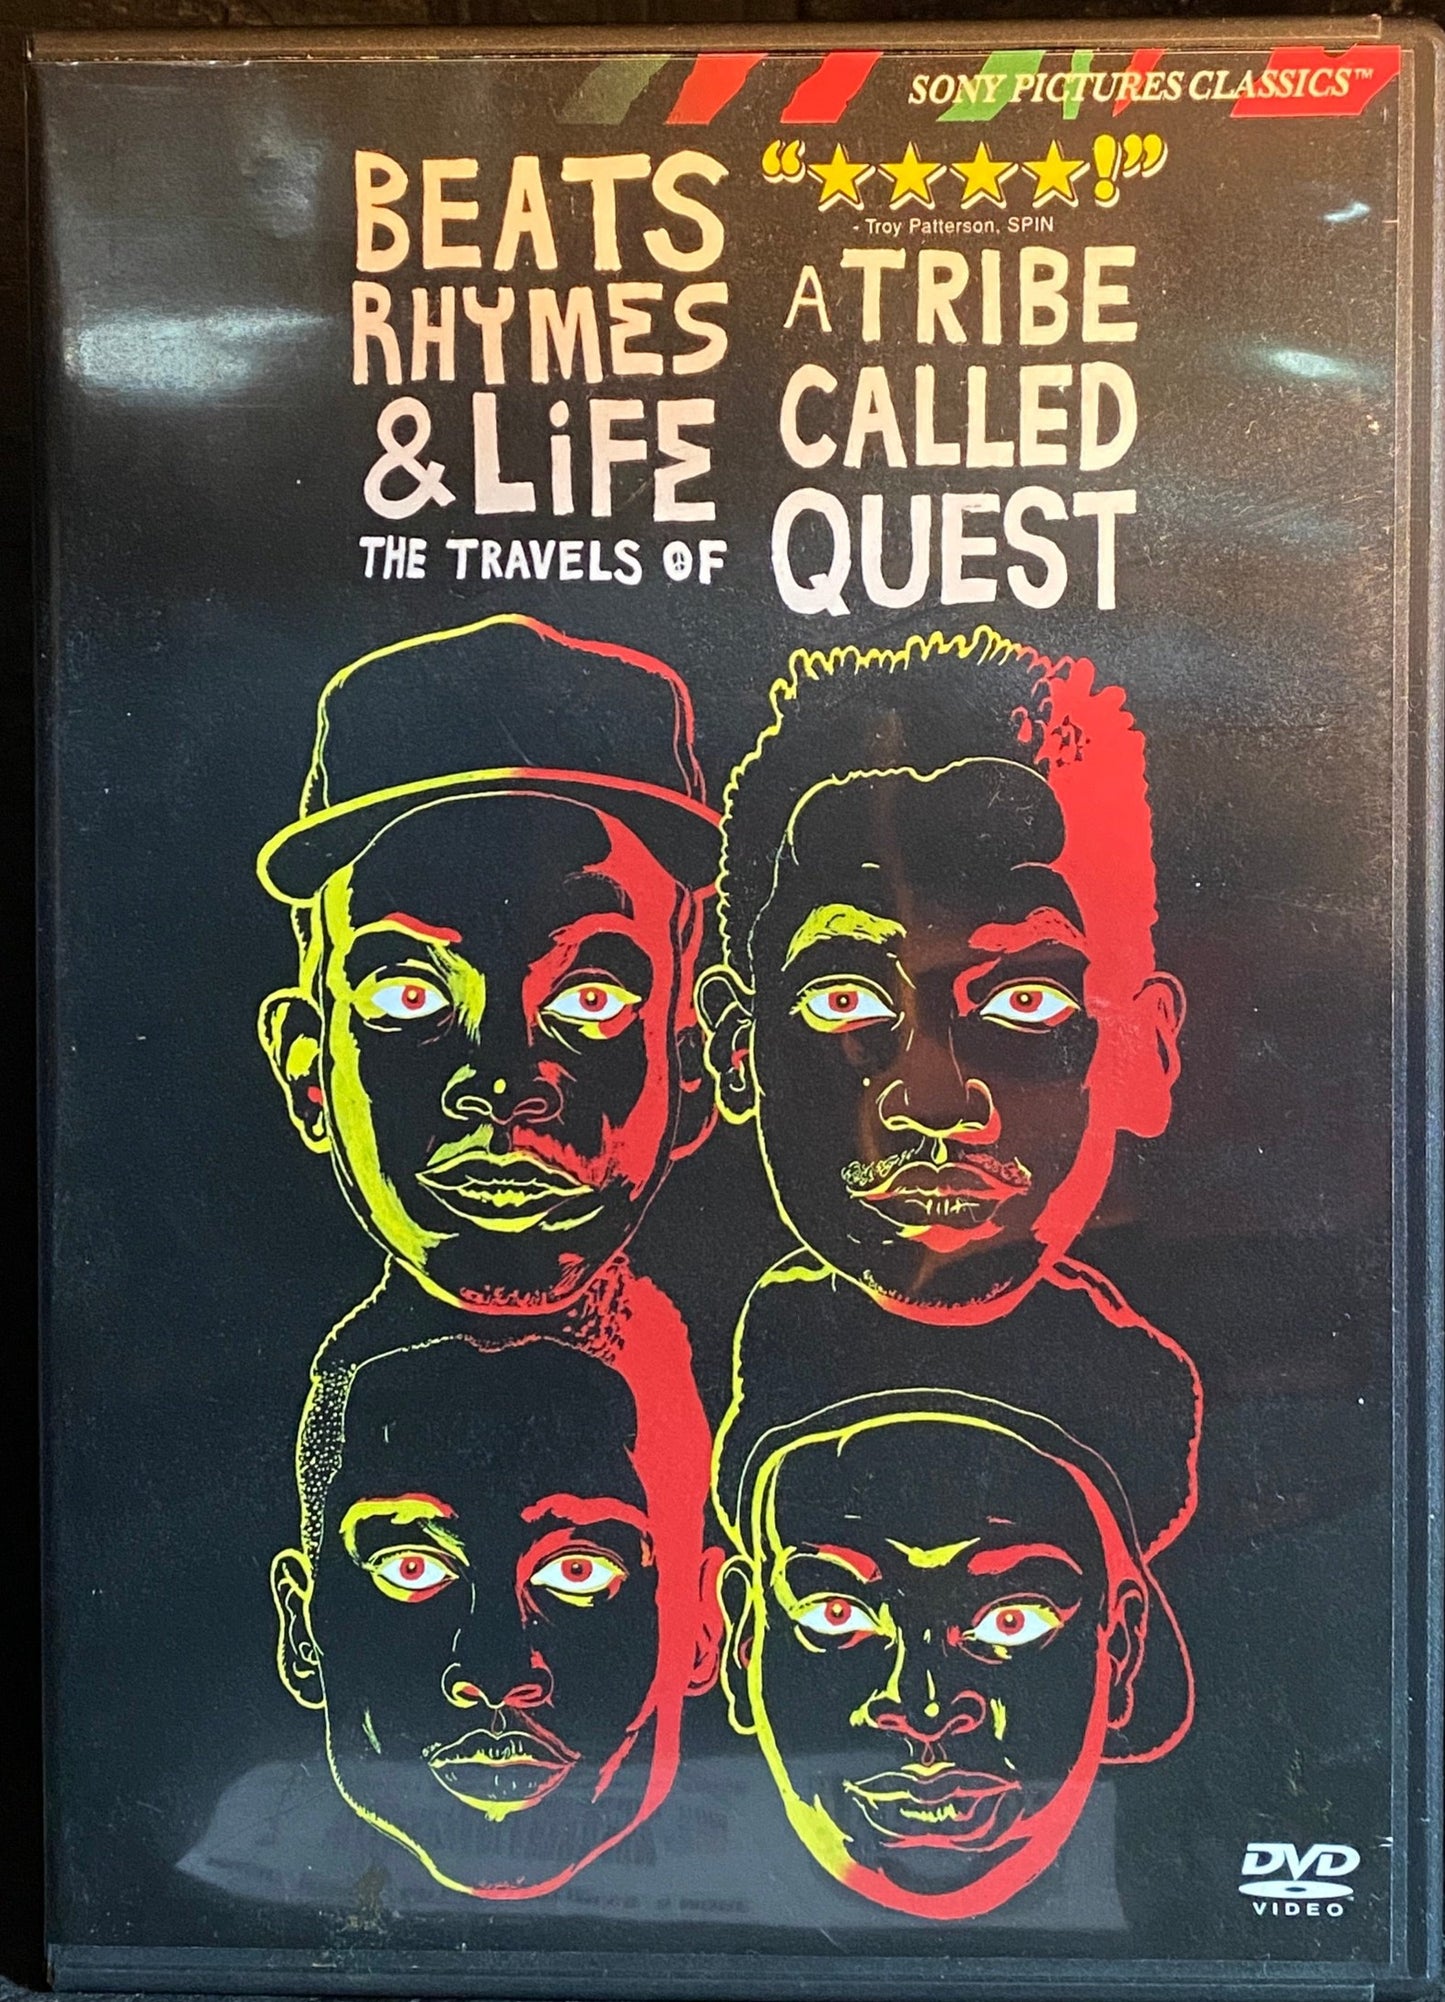 SONY PICTURES CLASSICS™
BEATS
RHYMES
& LiFE
THE TRAVELS OF
“★★★★!”
- Troy Patterson, SPIN
A TRIBE
CALLED
QUEST
DVD
VIDEO